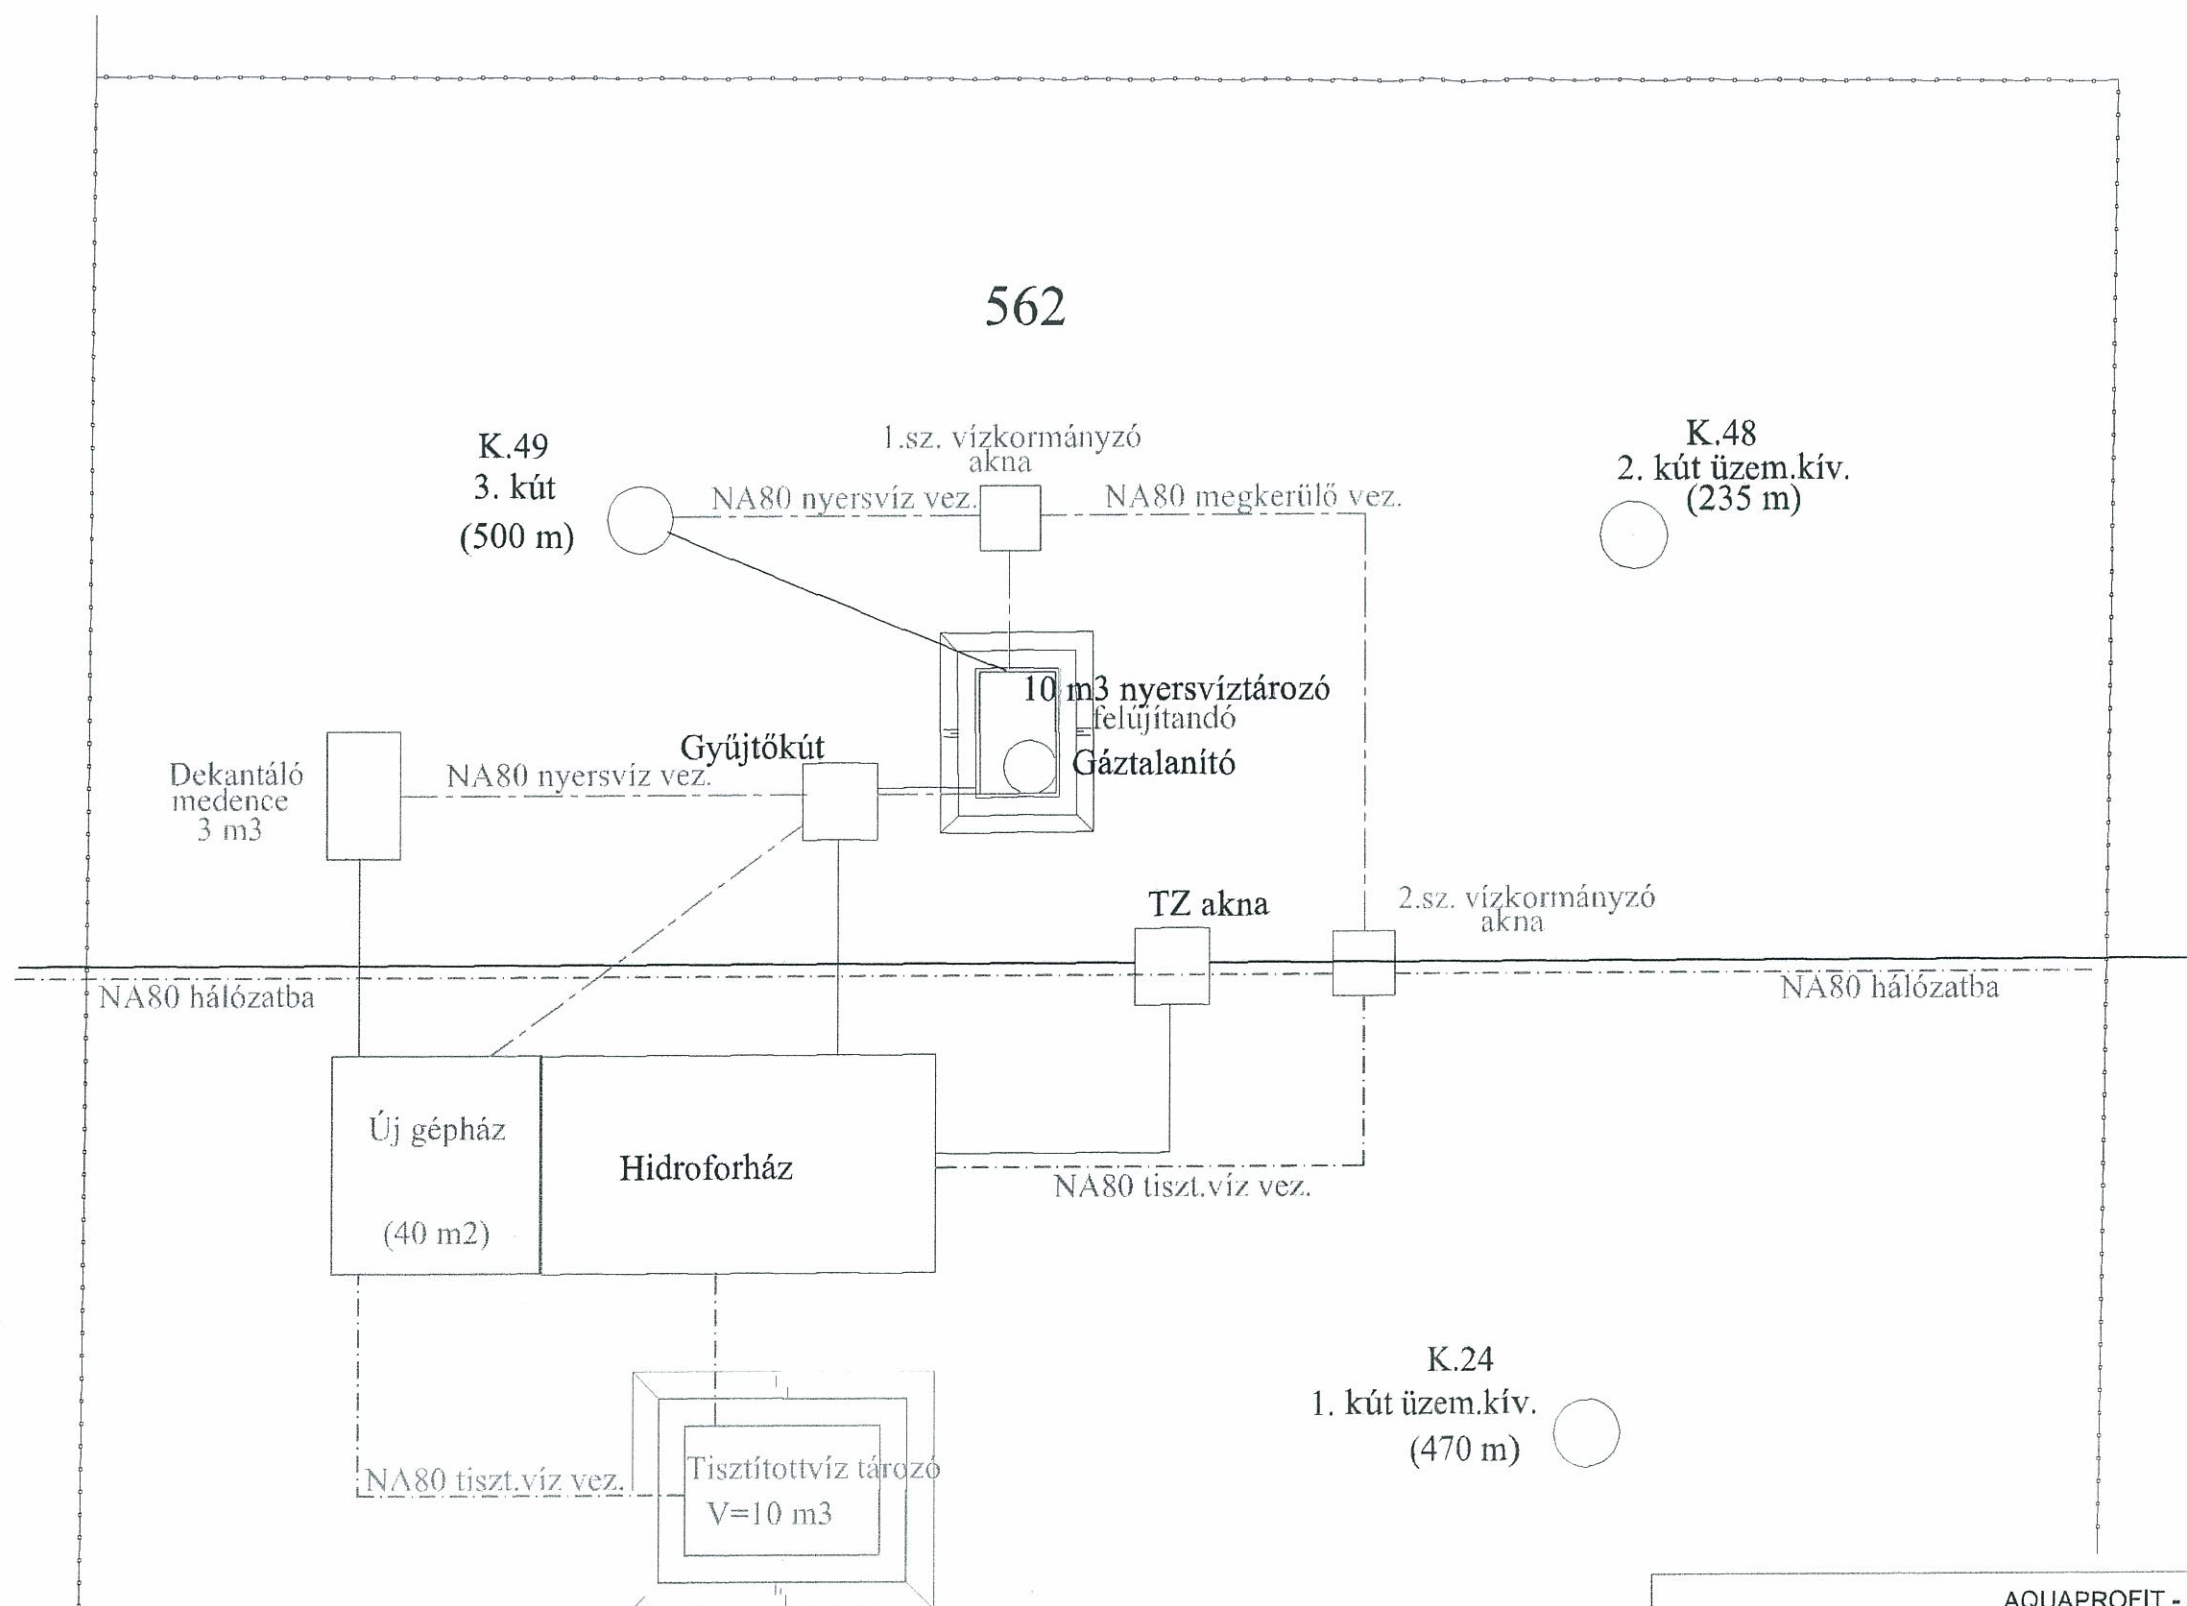 562
K.49
3. kút
(500 m)
1.sz. vízkormányzó
akna
K.48
2. kút üzem.kív.
(235 m)
NA80 nyersvíz vez.
NA80 megkerülő vez.
10 m3 nyersvíztározó
felújítandó
Gáztalanító
Gyűjtőkút
Dekantáló
medence
3 m3
NA80 nyersvíz vez.
TZ akna
2.sz. vízkormányzó
akna
NA80 hálózatba
NA80 hálózatba
Új gépház
(40 m2)
Hidroforház
NA80 tiszt.víz vez.
K.24
1. kút üzem.kív.
(470 m)
NA80 tiszt.víz vez.
Tisztítottvíz tározó
V=10 m3
AQUAPROFIT -